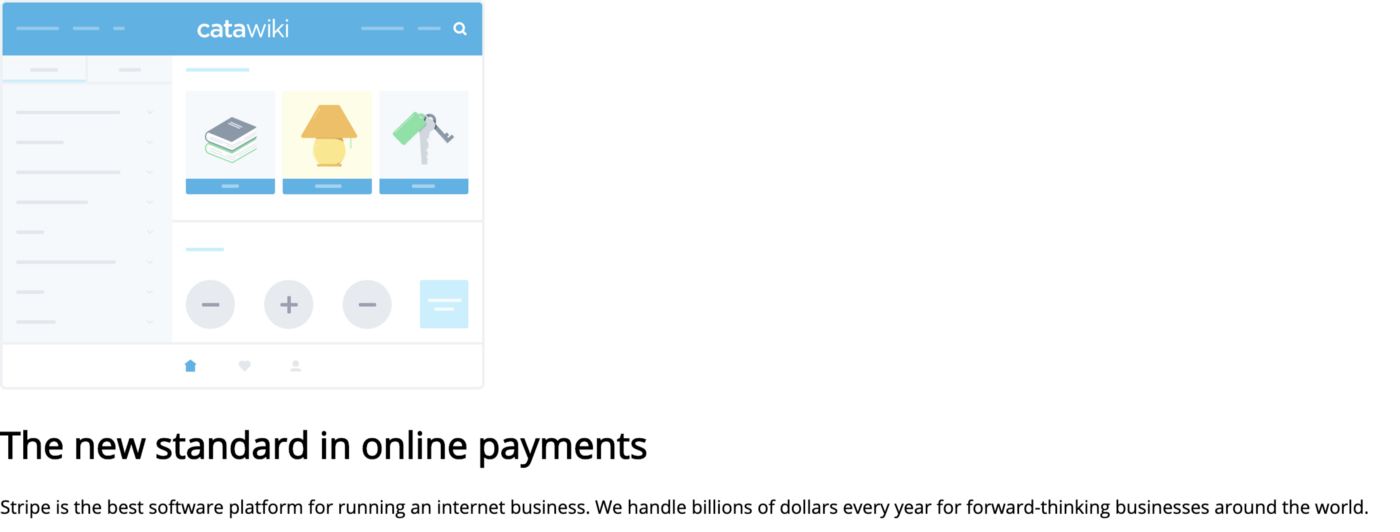 catawiki
The new standard in online payments
Stripe is the best software platform for running an internet business. We handle billions of dollars every year for forward-thinking businesses around the world.